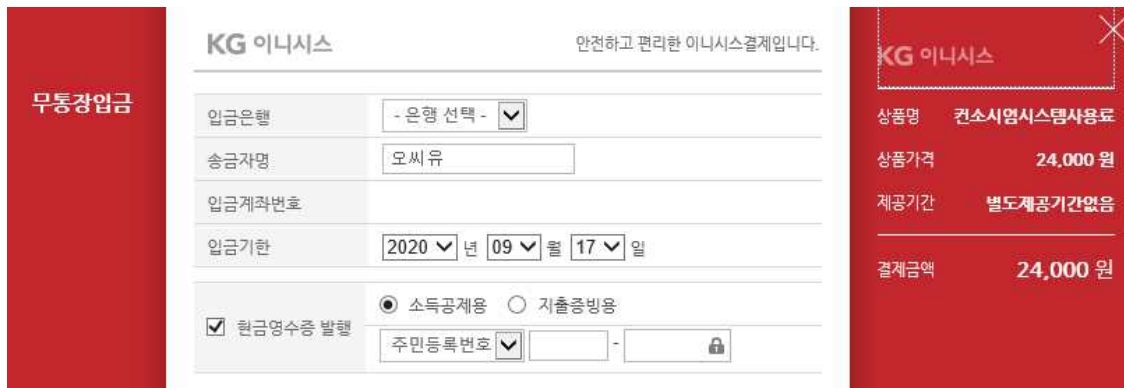 무통장입금
KG 이니시스
안전하고 편리한 이니시스결제입니다.
입금은행
- 은행 선택 -
송금자명
오씨유
입금계좌번호
입금기한
2020 년 09 월 17 일
현금영수증 발행
소득공제용 지출증빙용
주민등록번호 -
KG 이니시스
상품명 컨소시엄시스템사용료
상품가격 24,000 원
제공기간 별도제공기간없음
결제금액 24,000 원